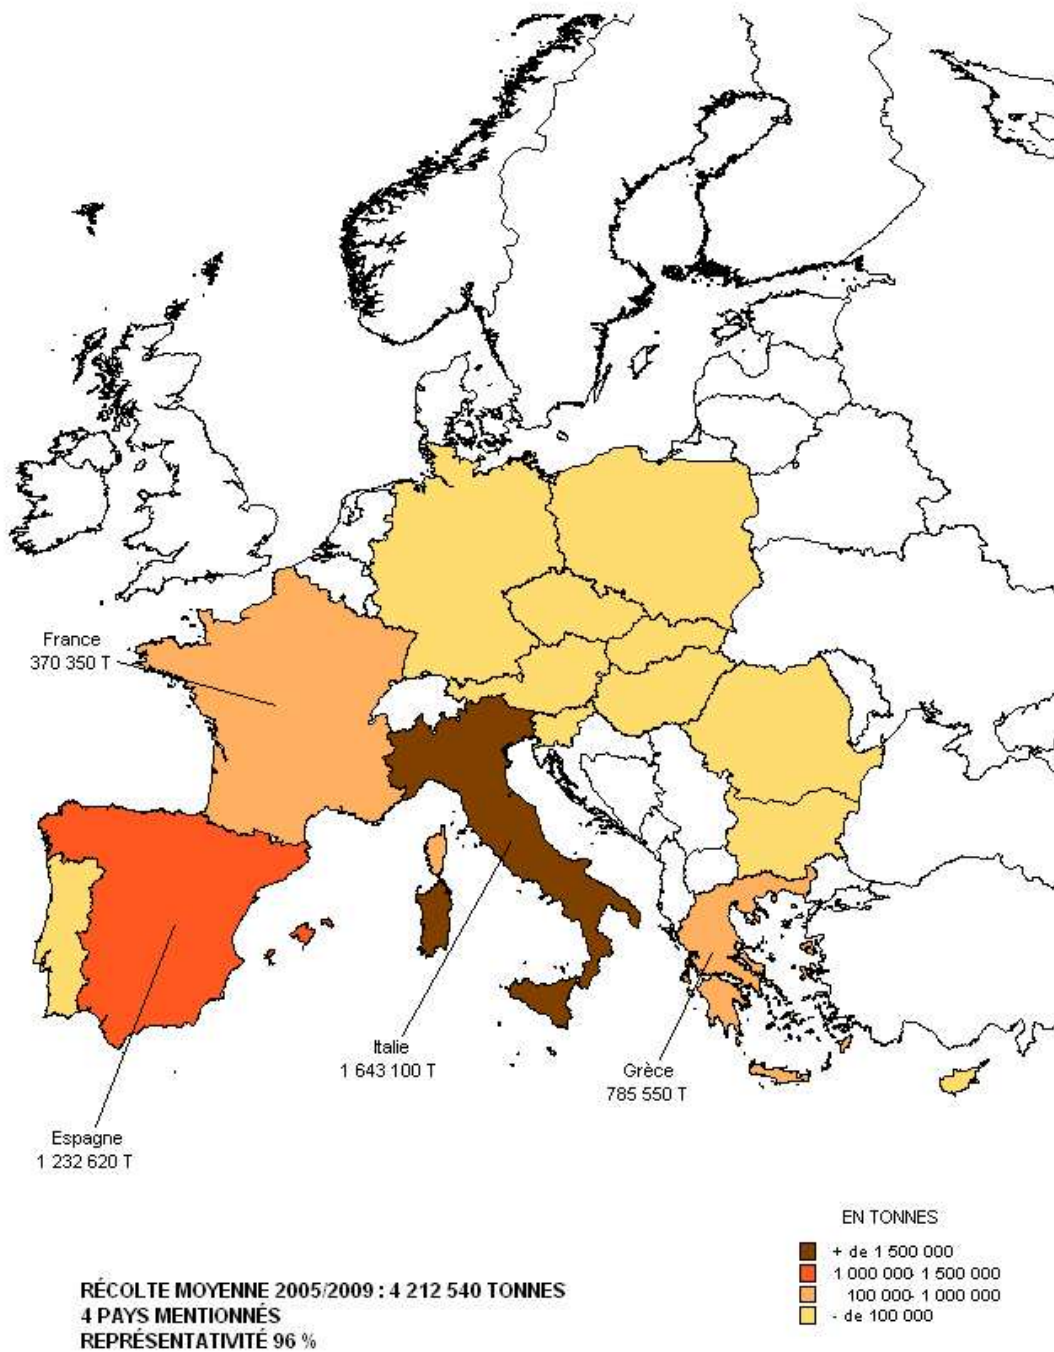 France
370 350 T
Italie
1 643 100 T
Grèce
785 550 T
Espagne
1 232 620 T
EN TONNES
+ de 1 500 000
1 000 000- 1 500 000
100 000- 1 000 000
- de 100 000
RÉCOLTE MOYENNE 2005/2009 : 4 212 540 TONNES
4 PAYS MENTIONNÉS
REPRÉSENTATIVITÉ 96 %